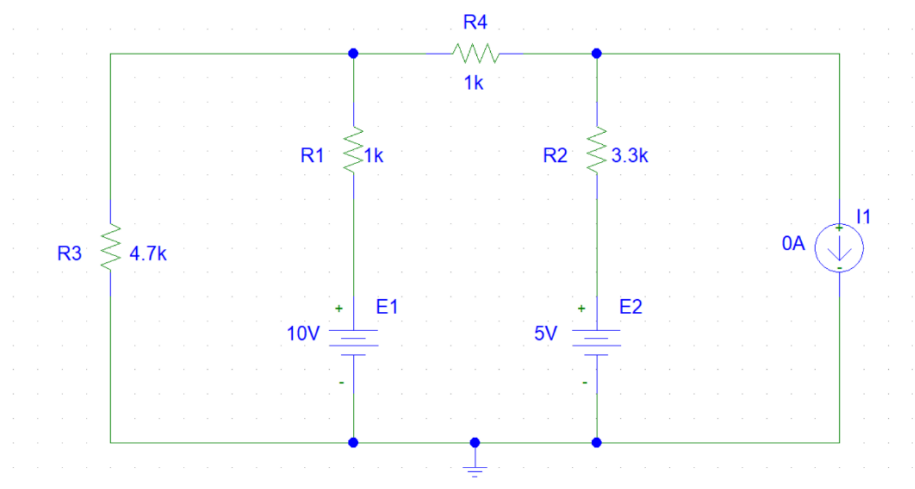 R4
1k
R1 1k
R2 3.3k
I1
0A
R3 4.7k
+ E1
10V
-
+ E2
5V
-
+
-